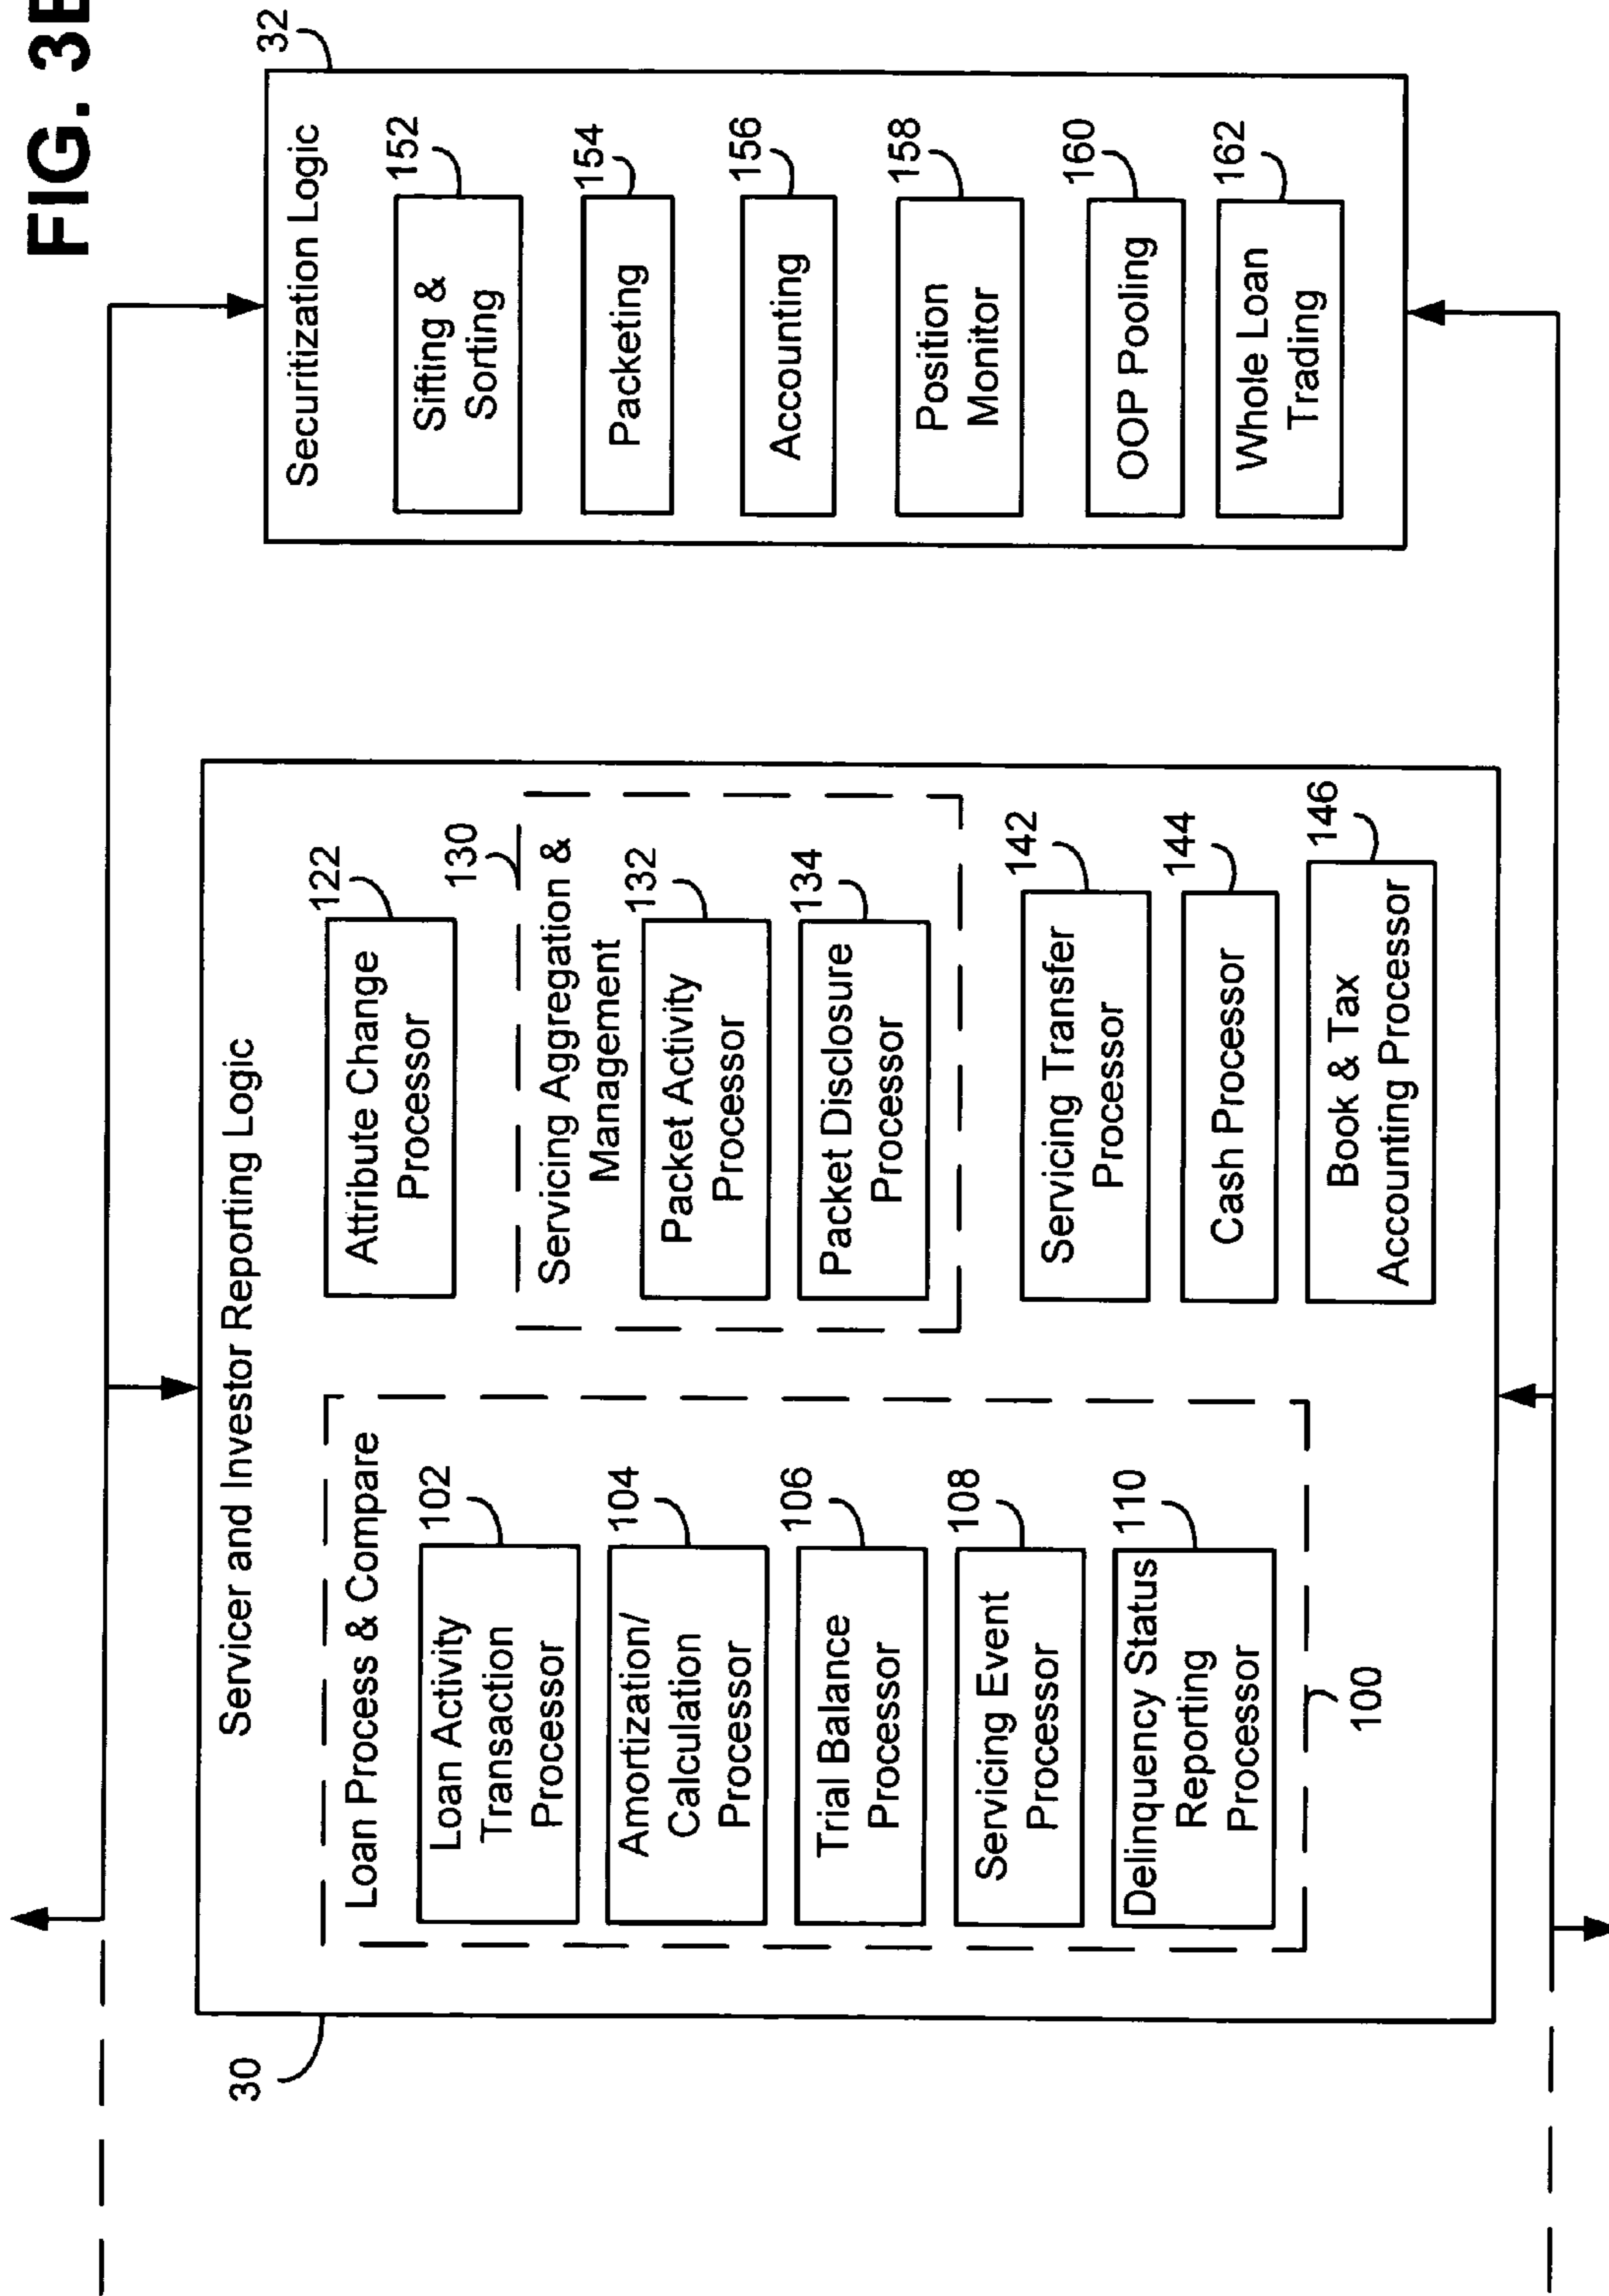 FIG. 3B
Servicer and Investor Reporting Logic
30
Loan Process & Compare
Loan Activity
Transaction
Processor
102
Amortization/
Calculation
Processor
104
Trial Balance
Processor
106
Servicing Event
Processor
108
Delinquency Status
Reporting
Processor
110
100
Attribute Change
Processor
122
130
Servicing Aggregation &
Management
Packet Activity
Processor
132
Packet Disclosure
Processor
134
Servicing Transfer
Processor
142
Cash Processor
144
Book & Tax
Accounting Processor
146
Securitization Logic
32
Sifting &
Sorting
152
Packeting
154
Accounting
156
Position
Monitor
158
OOP Pooling
160
Whole Loan
Trading
162